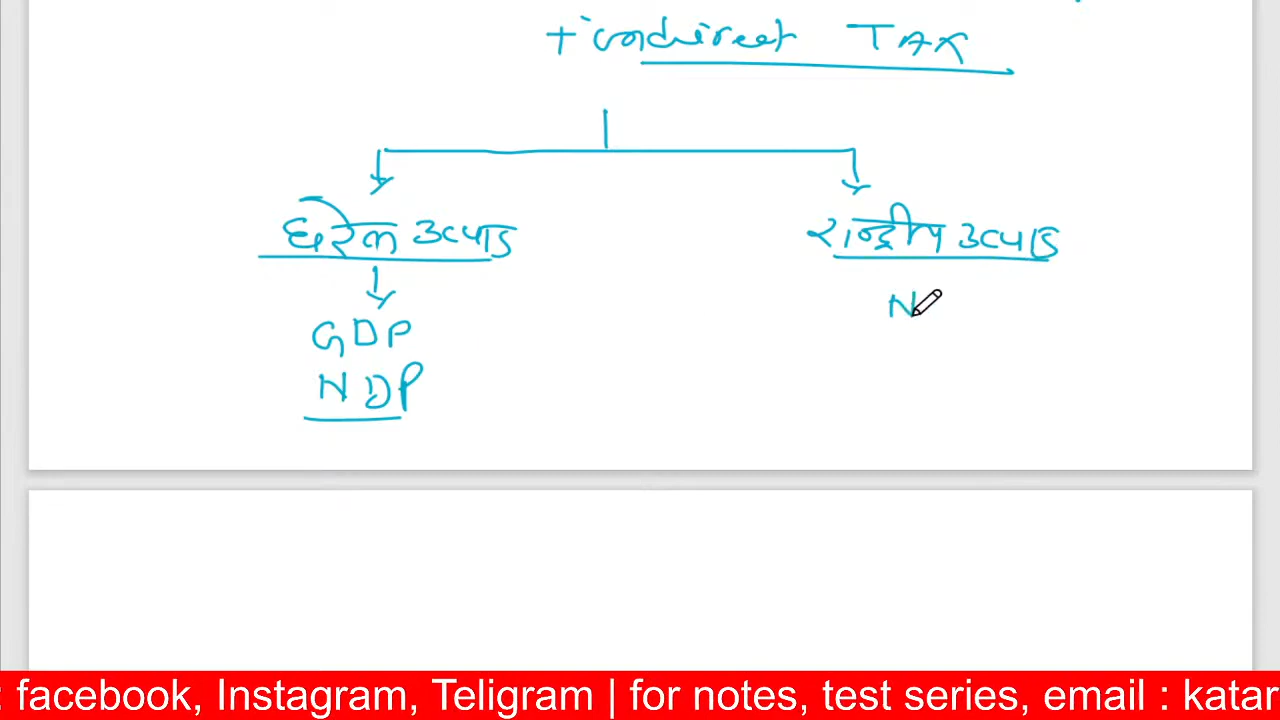 + indirect TAX
घरेलू उत्पाद राष्ट्रीय उत्पाद
GDP N
NDP
: facebook, Instagram, Teligram | for notes, test series, email : katar